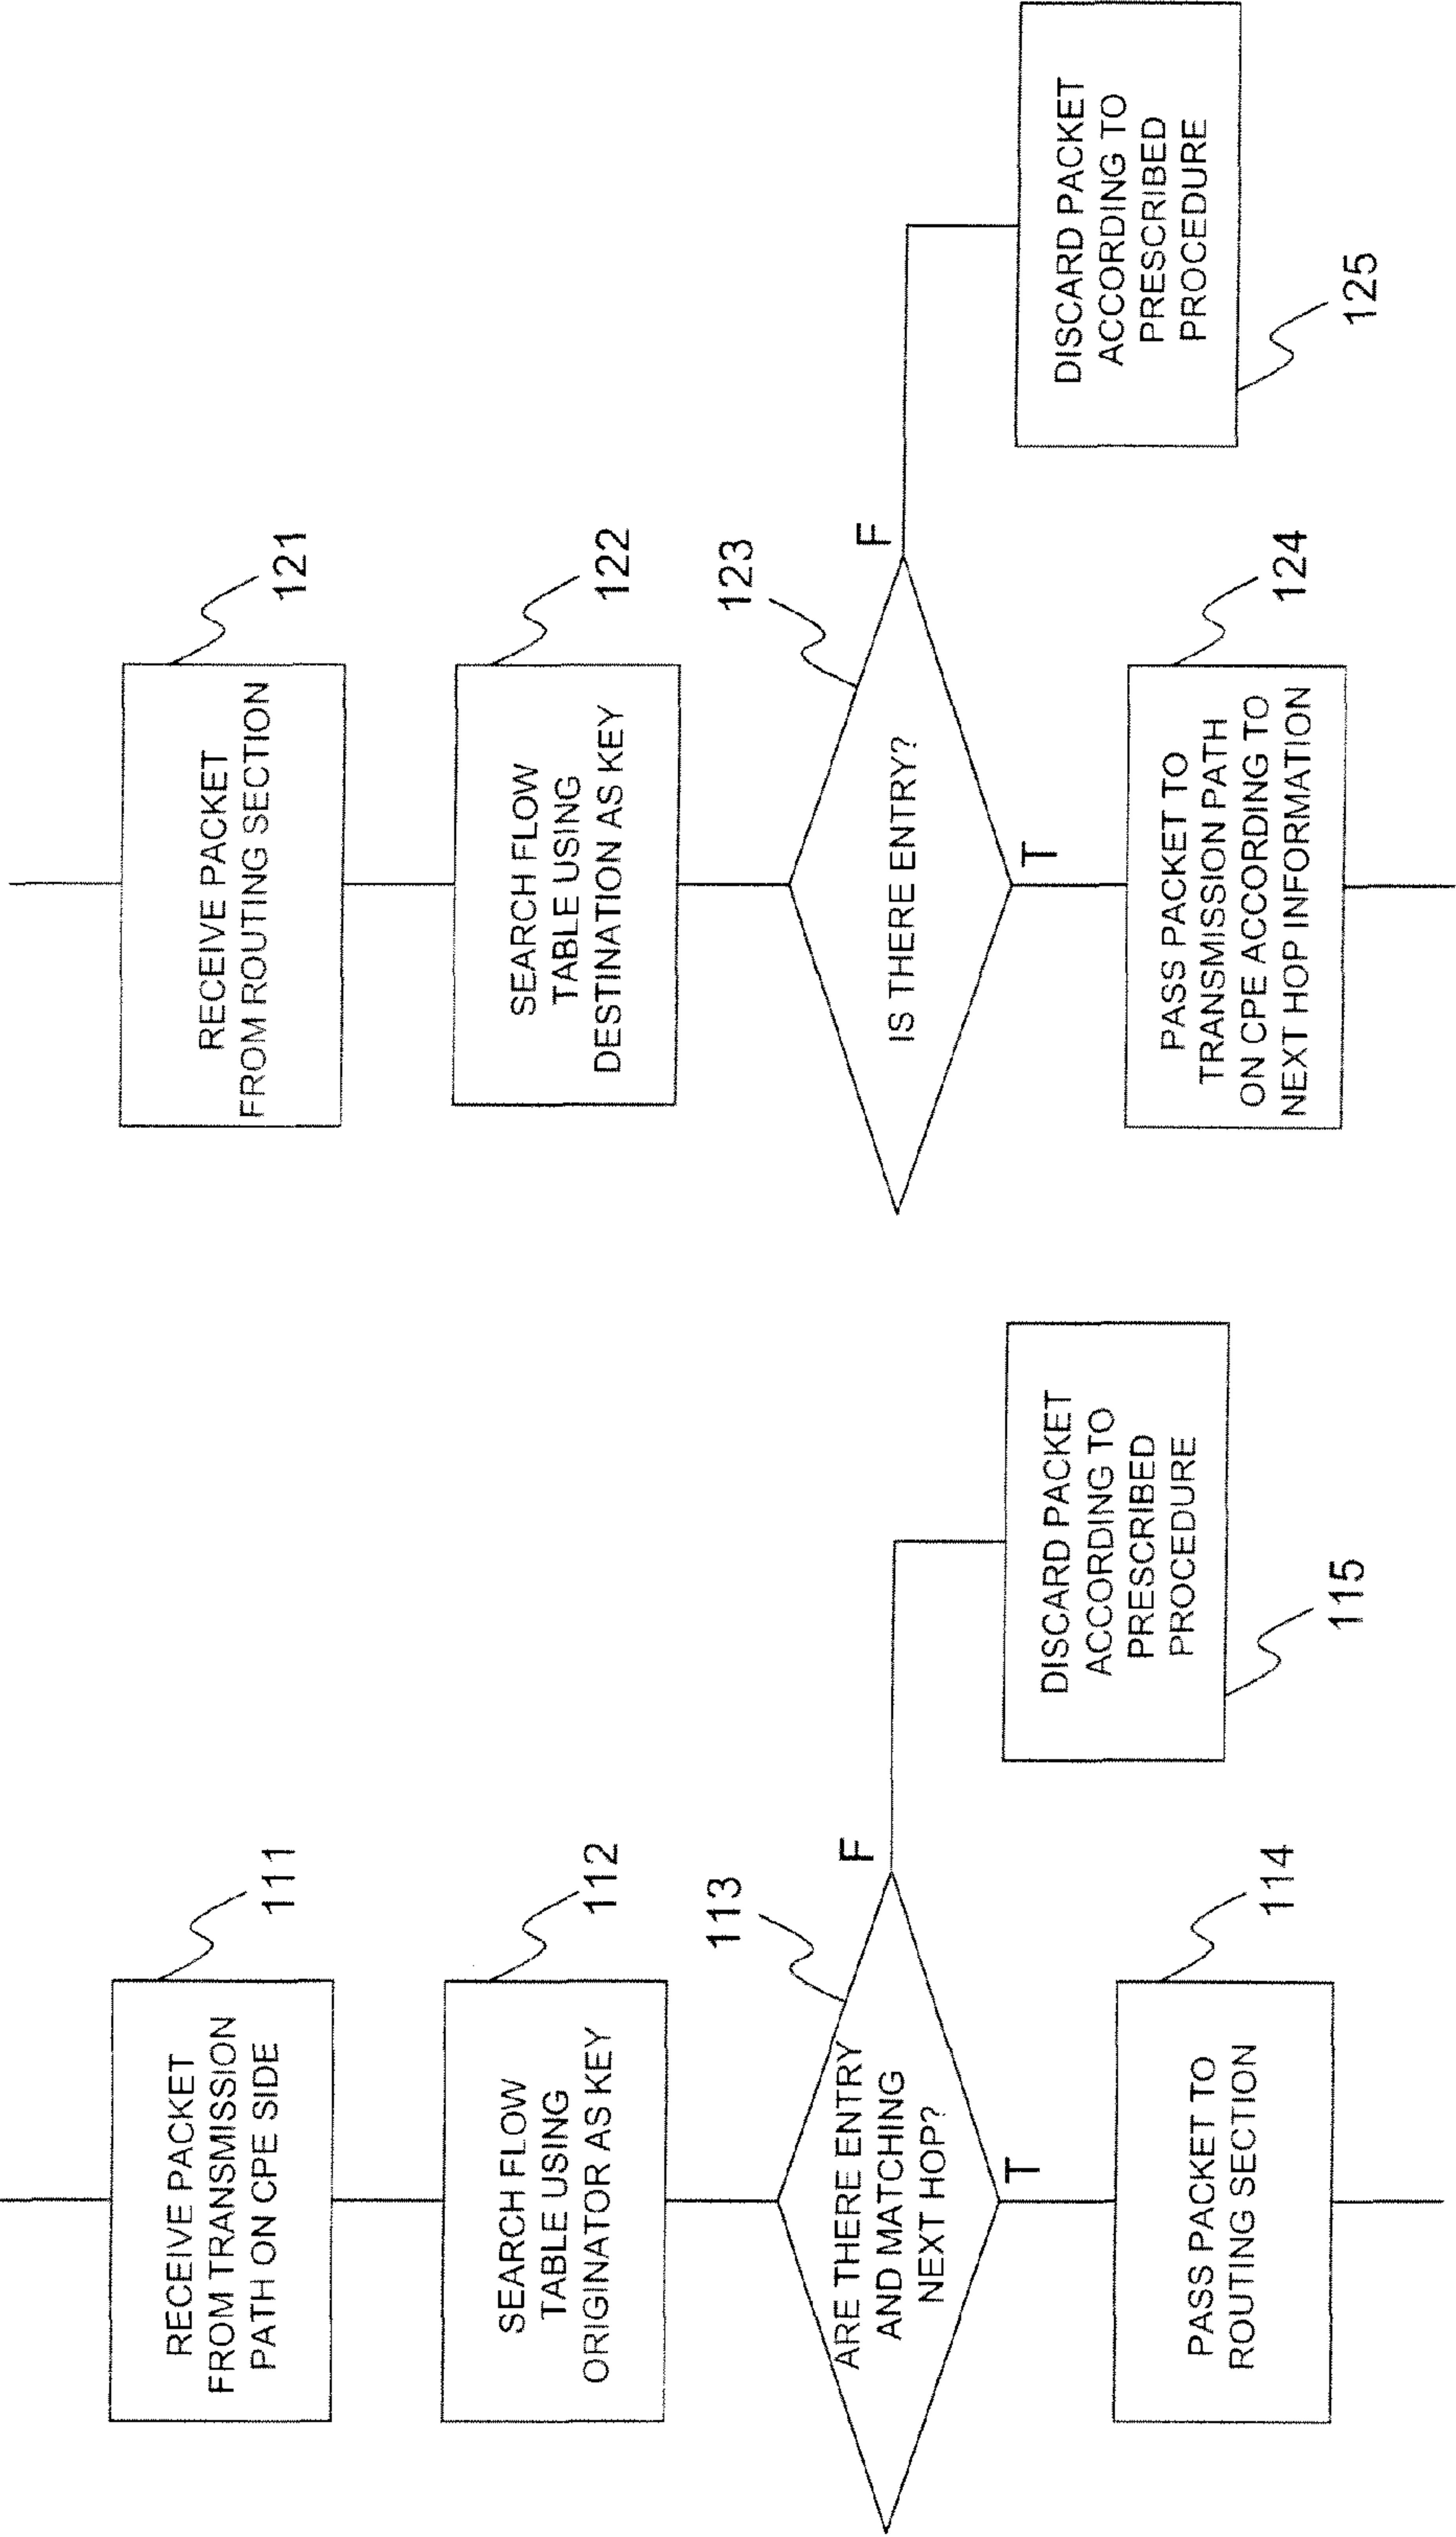 111
RECEIVE PACKET
FROM TRANSMISSION
PATH ON CPE SIDE
112
SEARCH FLOW
TABLE USING
ORIGINATOR AS KEY
113
ARE THERE ENTRY
AND MATCHING
NEXT HOP?
F
T
114
PASS PACKET TO
ROUTING SECTION
DISCARD PACKET
ACCORDING TO
PRESCRIBED
PROCEDURE
115
121
RECEIVE PACKET
FROM ROUTING SECTION
122
SEARCH FLOW
TABLE USING
DESTINATION AS KEY
123
IS THERE ENTRY?
F
T
124
PASS PACKET TO
TRANSMISSION PATH
ON CPE ACCORDING TO
NEXT HOP INFORMATION
DISCARD PACKET
ACCORDING TO
PRESCRIBED
PROCEDURE
125